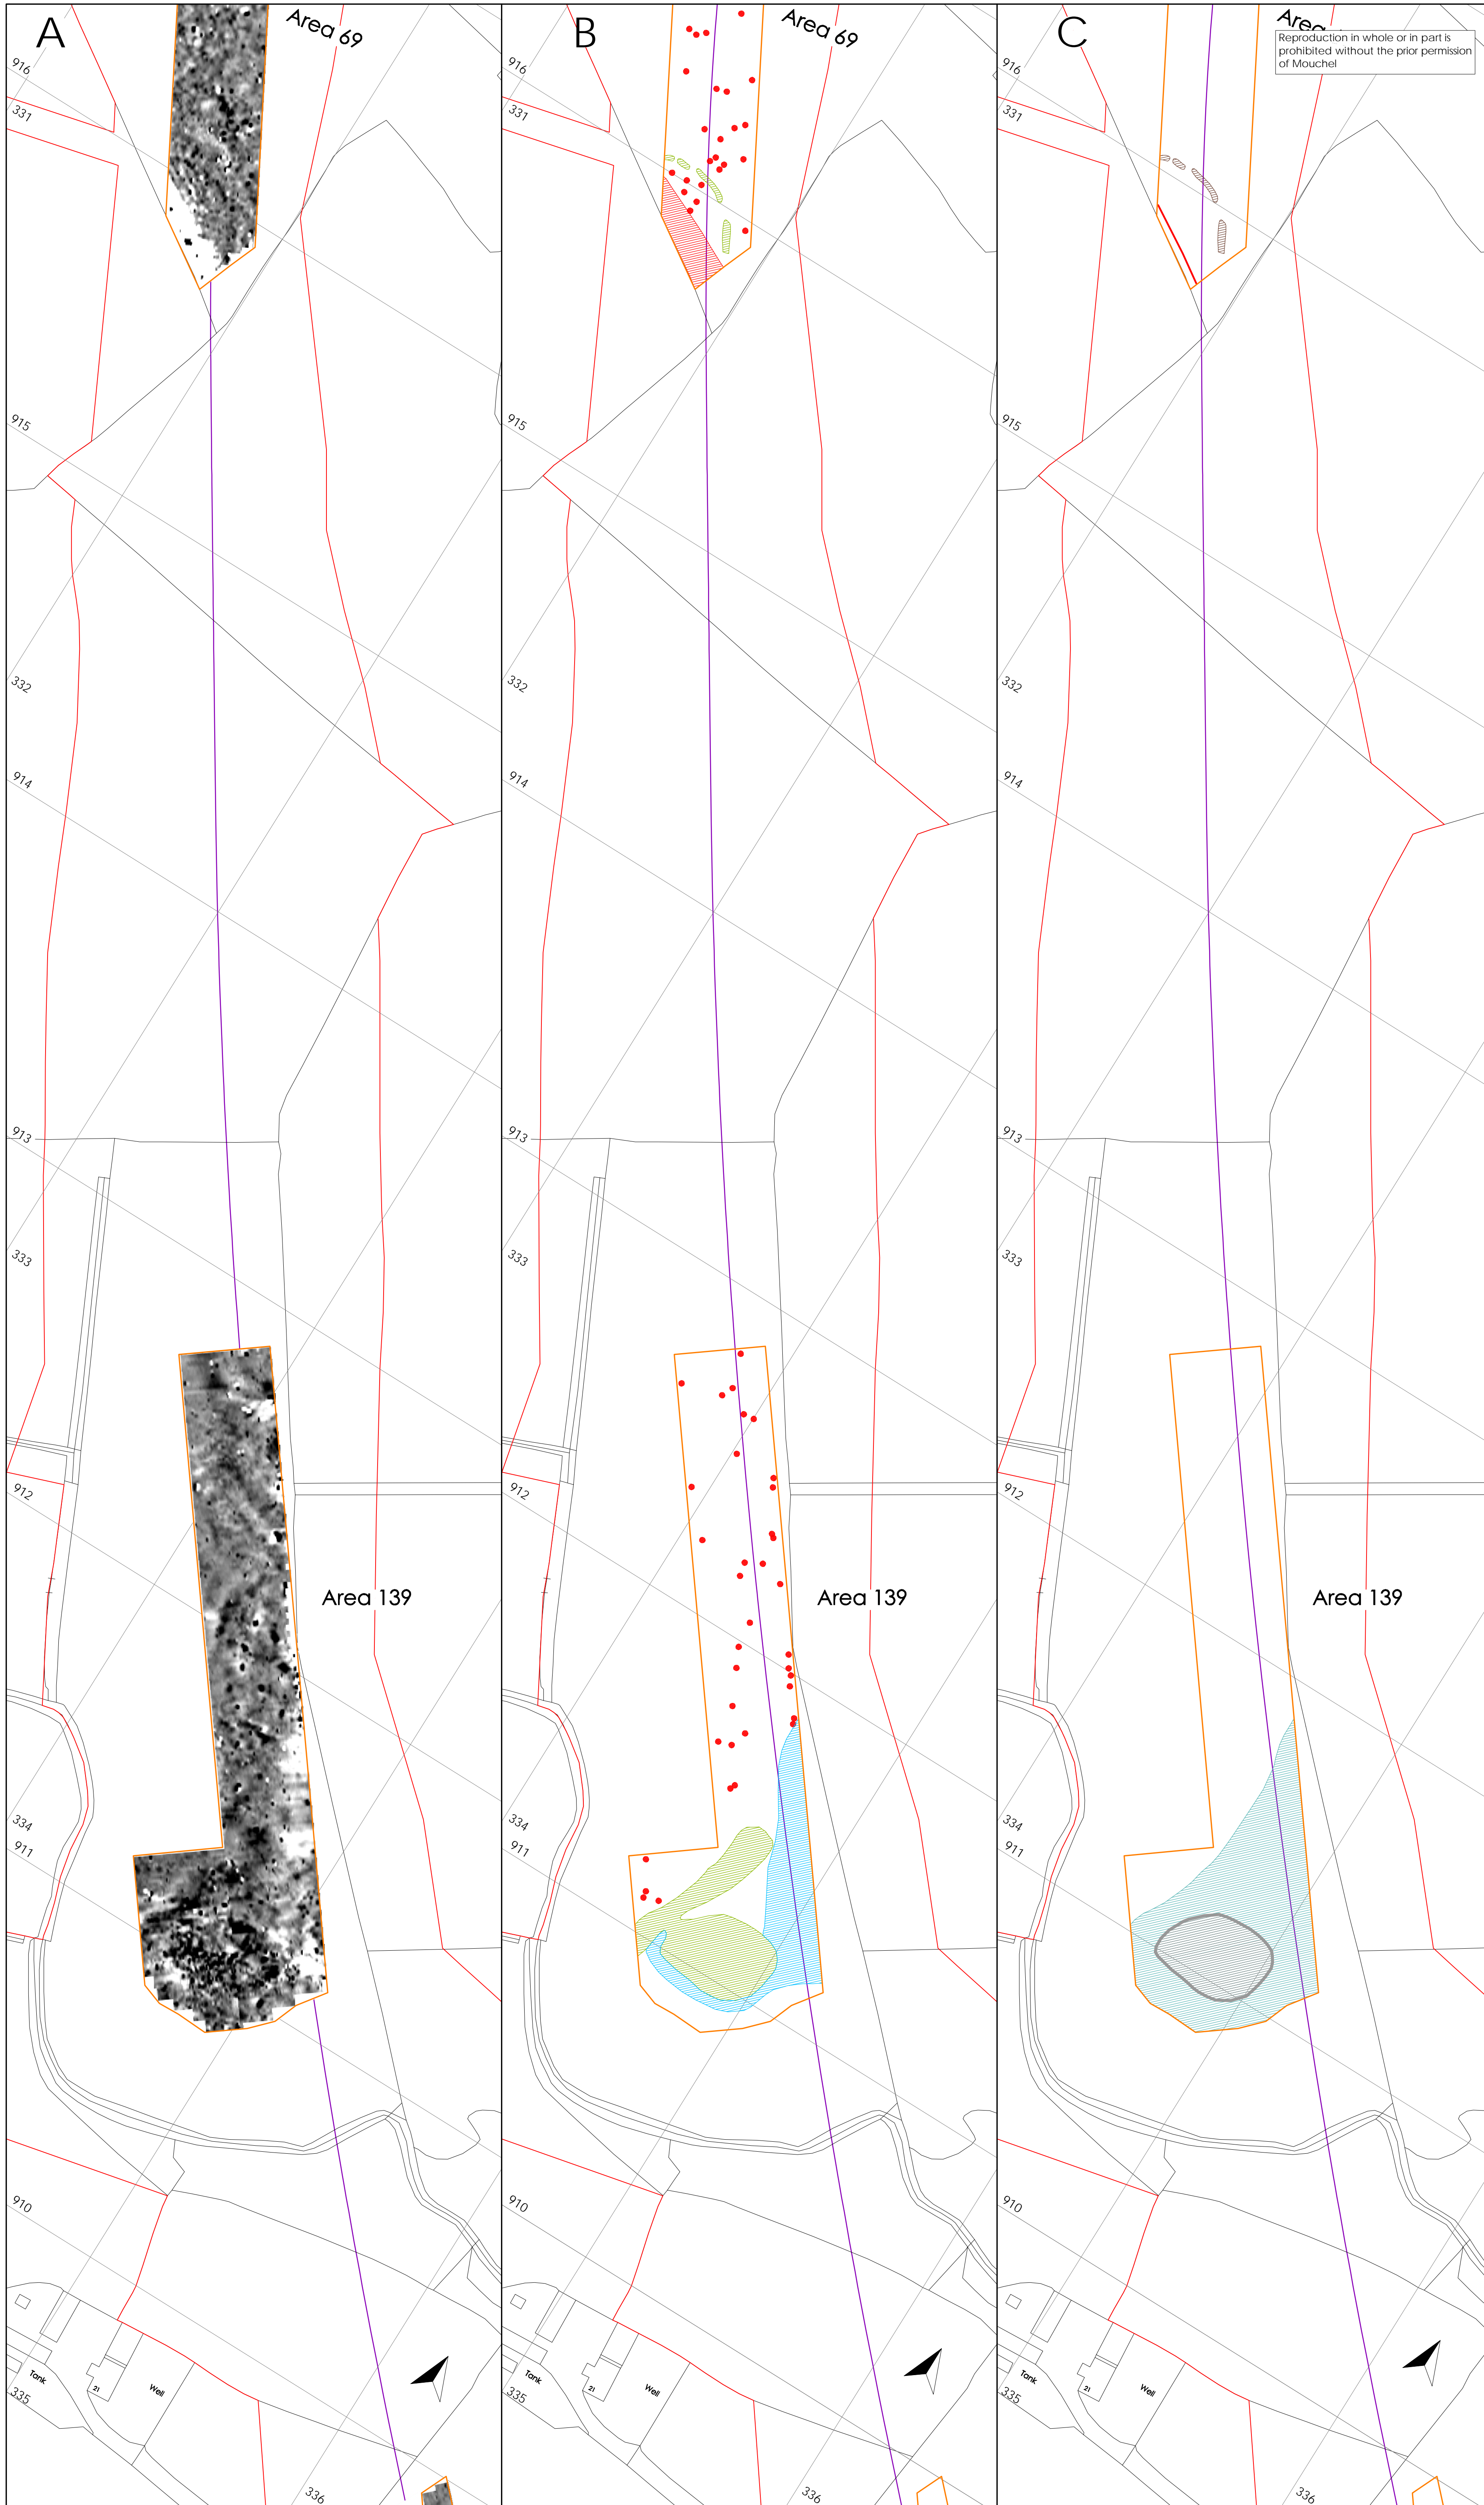 A
Area 69
916
331
915
332
914
913
333
912
Area 139
334
911
910
Tank
21
Well
335
336
B
Area 69
916
331
915
332
914
913
333
912
Area 139
334
911
910
Tank
21
Well
335
336
C
Reproduction in whole or in part is
prohibited without the prior permission
of Mouchel
916
331
915
332
914
913
333
912
Area 139
334
911
910
Tank
21
Well
335
336